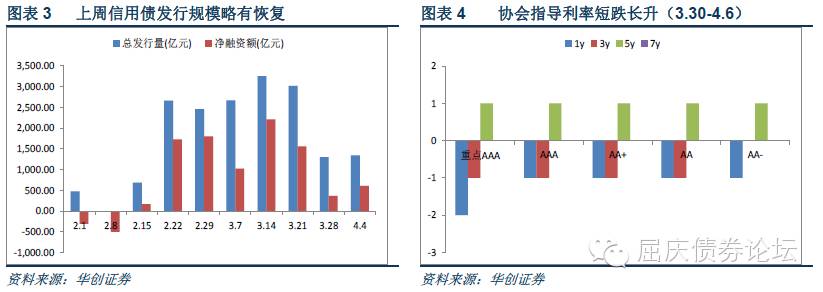 图表 3 上周信用债发行规模略有恢复
总发行量(亿元) 净融资额(亿元)
3,500.00
3,000.00
2,500.00
2,000.00
1,500.00
1,000.00
500.00
0.00
-500.00
-1,000.00
2.1 2.8 2.15 2.22 2.29 3.7 3.14 3.21 3.28 4.4
资料来源：华创证券
图表 4 协会指导利率短跌长升（3.30-4.6）
1y 3y 5y 7y
2
1
0
-1
-2
-3
重点AAA AAA AA+ AA AA-
屈庆债券论坛
资料来源：华创证券